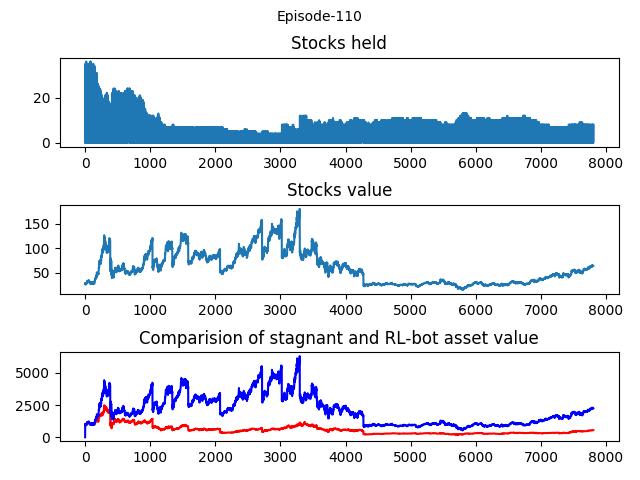 Episode-110
Stocks held
20
0
0 1000 2000 3000 4000 5000 6000 7000 8000
Stocks value
150
100
50
0 1000 2000 3000 4000 5000 6000 7000 8000
Comparision of stagnant and RL-bot asset value
5000
2500
0
0 1000 2000 3000 4000 5000 6000 7000 8000